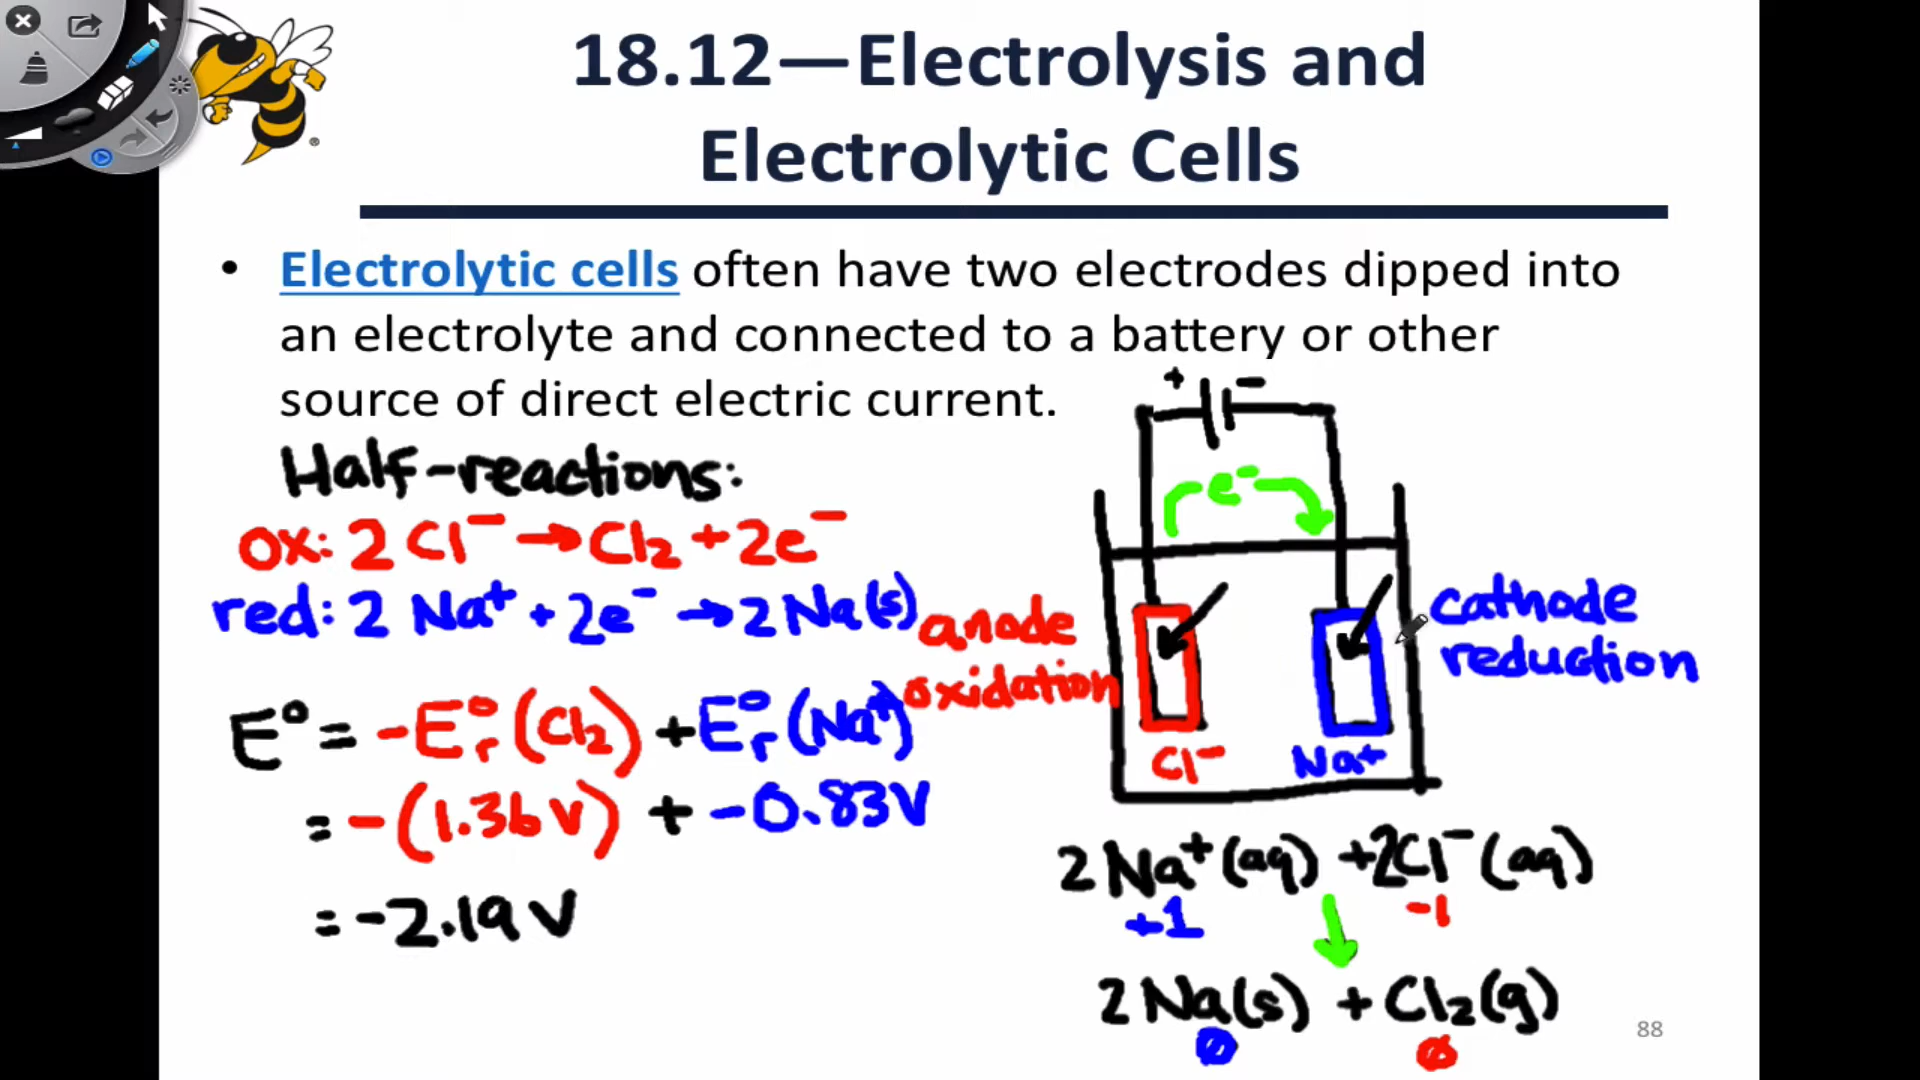 18.12—Electrolysis and
Electrolytic Cells
• Electrolytic cells often have two electrodes dipped into
an electrolyte and connected to a battery or other
source of direct electric current.
Half-reactions:
ox: 2 Cl⁻ → Cl₂ + 2e⁻
red: 2 Na⁺ + 2e⁻ → 2 Na(s)
E° = -E°r (Cl₂) + E°r (Na⁺)
= -(1.36 V) + -0.83V
= -2.19 V
+ -
e⁻
anode
oxidation
cathode
reduction
Cl⁻
Na⁺
2 Na⁺(aq) + 2Cl⁻(aq)
+1 -1
2 Na(s) + Cl₂(g)
0 0
88
®